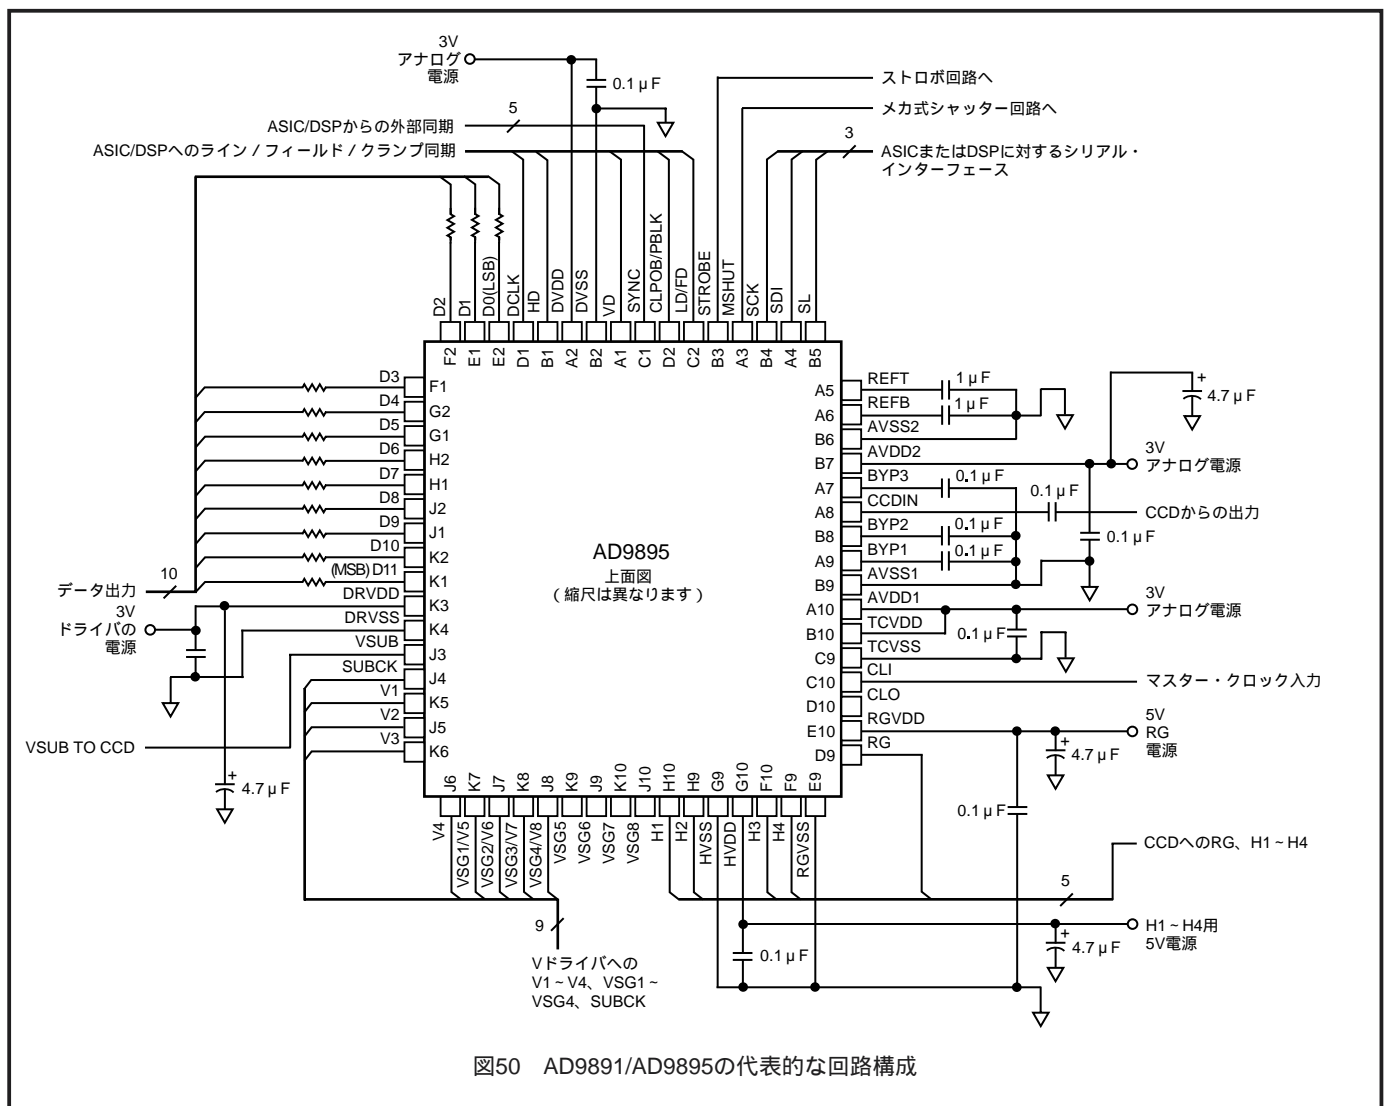 3V
アナログ
電源
0.1 μ F
ストロボ回路へ
メカ式シャッター回路へ
5
ASIC/DSPからの外部同期
ASIC/DSPへのライン / フィールド / クランプ同期
3
ASICまたはDSPに対するシリアル・
インターフェース
D2
D1
D0(LSB)
DCLK
HD
DVDD
DVSS
VD
SYNC
CLPOB/PBLK
LD/FD
STROBE
MSHUT
SCK
SDI
SL
F2
E1
E2
D1
B1
A2
B2
A1
C1
D2
C2
B3
A3
B4
A4
B5
D3
F1
D4
G2
D5
G1
D6
H2
D7
H1
D8
J2
D9
J1
D10
K2
(MSB) D11
K1
DRVDD
K3
DRVSS
K4
VSUB
J3
SUBCK
J4
V1
K5
V2
J5
V3
K6
データ出力
10
3V
ドライバの
電源
VSUB TO CCD
+
4.7 μ F
AD9895
上面図
( 縮尺は異なります )
A5
REFT
1 μ F
A6
REFB
1 μ F
B6
AVSS2
B7
AVDD2
A7
BYP3
0.1 μ F
A8
CCDIN
0.1 μ F
B8
BYP2
0.1 μ F
A9
BYP1
0.1 μ F
B9
AVSS1
A10
AVDD1
B10
TCVDD
C9
TCVSS
C10
CLI
D10
CLO
E10
RGVDD
D9
RG
+
4.7 μ F
3V
アナログ電源
CCDからの出力
0.1 μ F
3V
アナログ電源
0.1 μ F
マスター・クロック入力
5V
RG
電源
+
4.7 μ F
0.1 μ F
J6
K7
J7
K8
J8
K9
J9
K10
J10
H10
H9
G9
G10
F10
F9
E9
V4
VSG1/V5
VSG2/V6
VSG3/V7
VSG4/V8
VSG5
VSG6
VSG7
VSG8
H1
H2
HVSS
HVDD
H3
H4
RGVSS
CCDへのRG、H1 ~ H4
5
9
H1 ~ H4用
5V電源
+
4.7 μ F
0.1 μ F
Vドライバへの
V1 ~ V4、VSG1 ~
VSG4、SUBCK
図50 AD9891/AD9895の代表的な回路構成